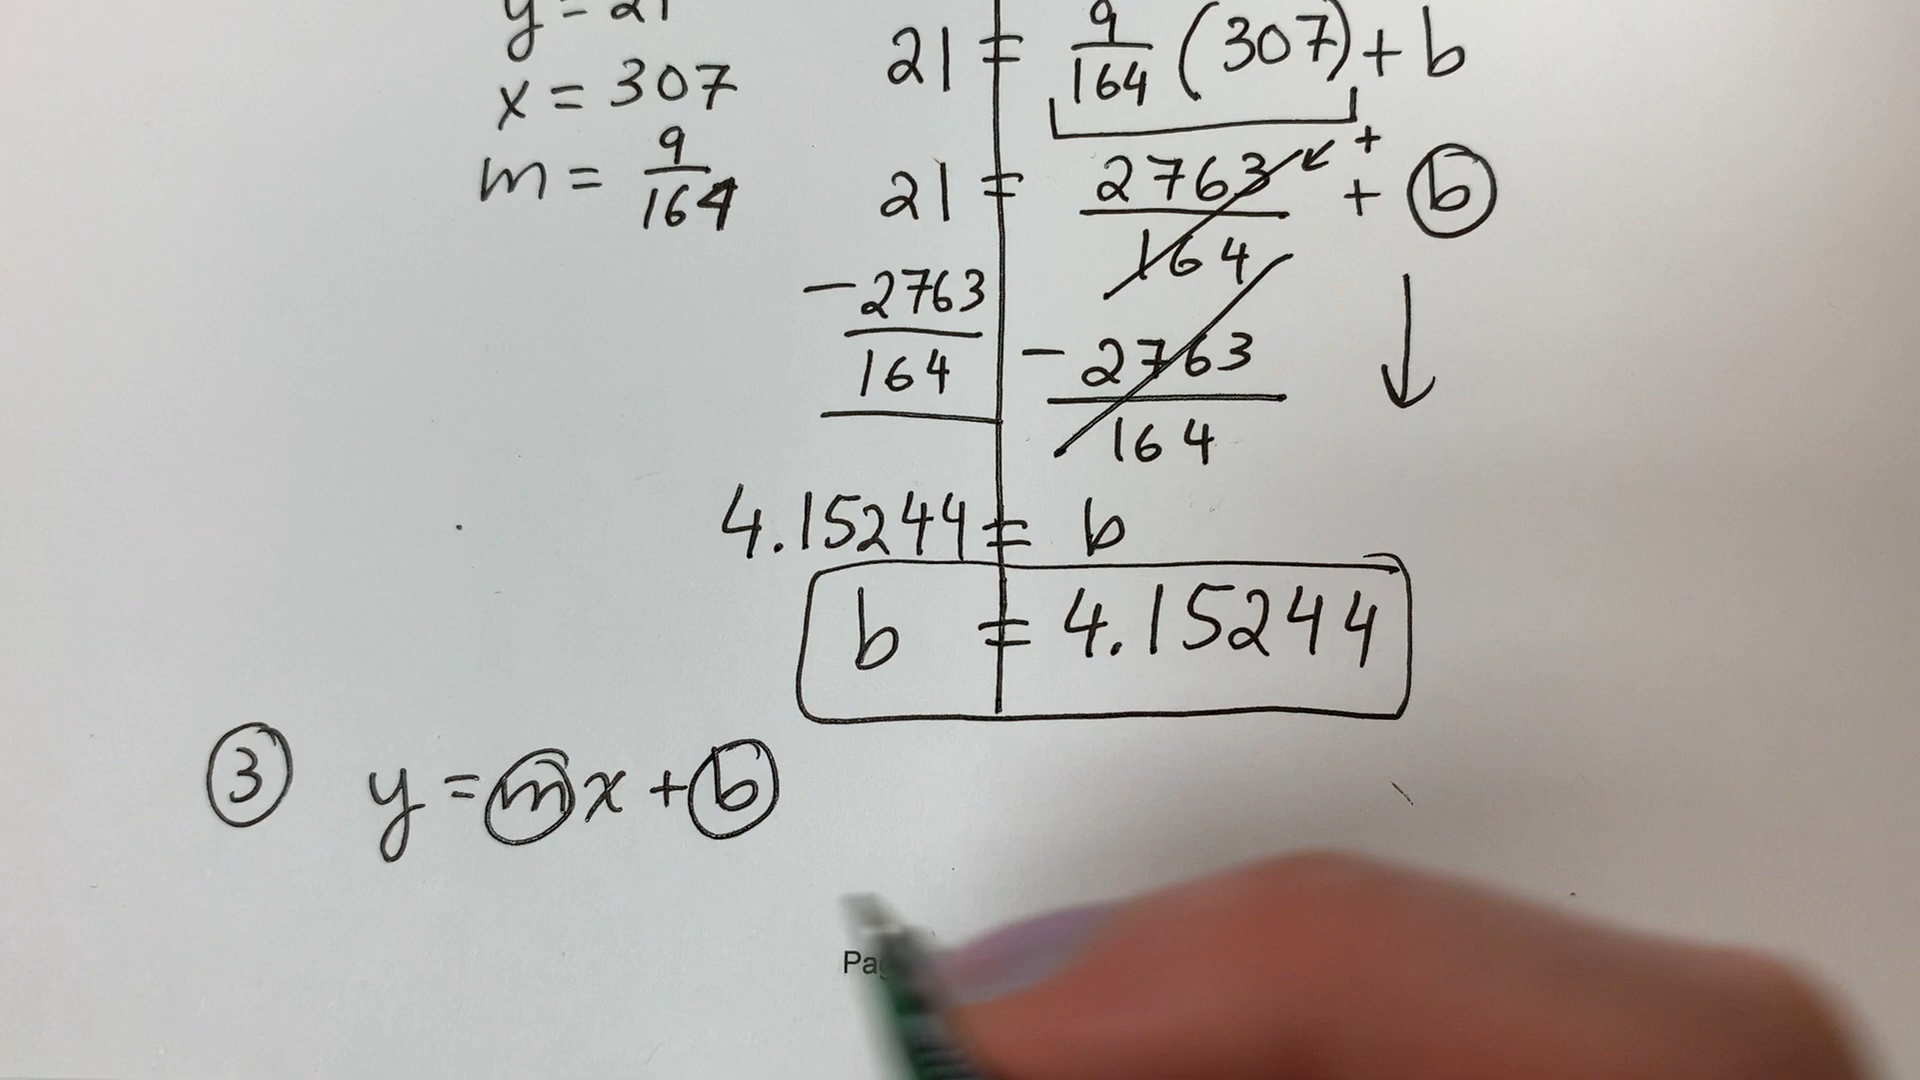 y = 21
x = 307
m = 9/164
21 = 9/164 (307) + b
21 = 2763/164 + b
+
- 2763/164 - 2763/164
4.15244 = b
b = 4.15244
③ y = mx + b